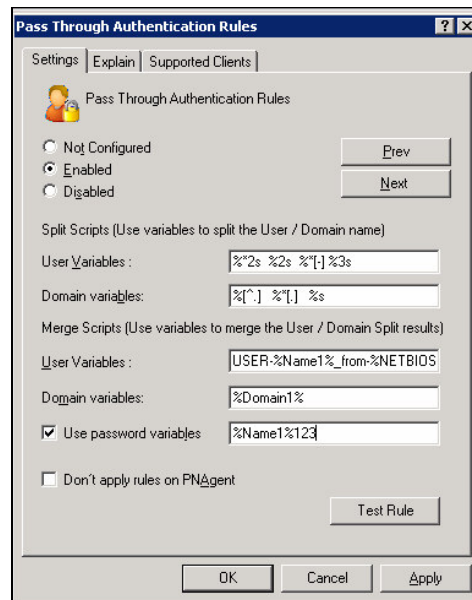 Pass Through Authentication Rules
Settings Explain Supported Clients
Pass Through Authentication Rules
Not Configured
Enabled
Disabled
Prev
Next
Split Scripts (Use variables to split the User / Domain name)
User Variables :
%*2s %2s %*[-] %3s
Domain variables:
%[^.] %*[.] %s
Merge Scripts (Use variables to merge the User / Domain Split results)
User Variables :
USER-%Name1%_from-%NETBIOS
Domain variables:
%Domain1%
Use password variables
%Name1%123
Don´t apply rules on PNAgent
Test Rule
OK Cancel Apply